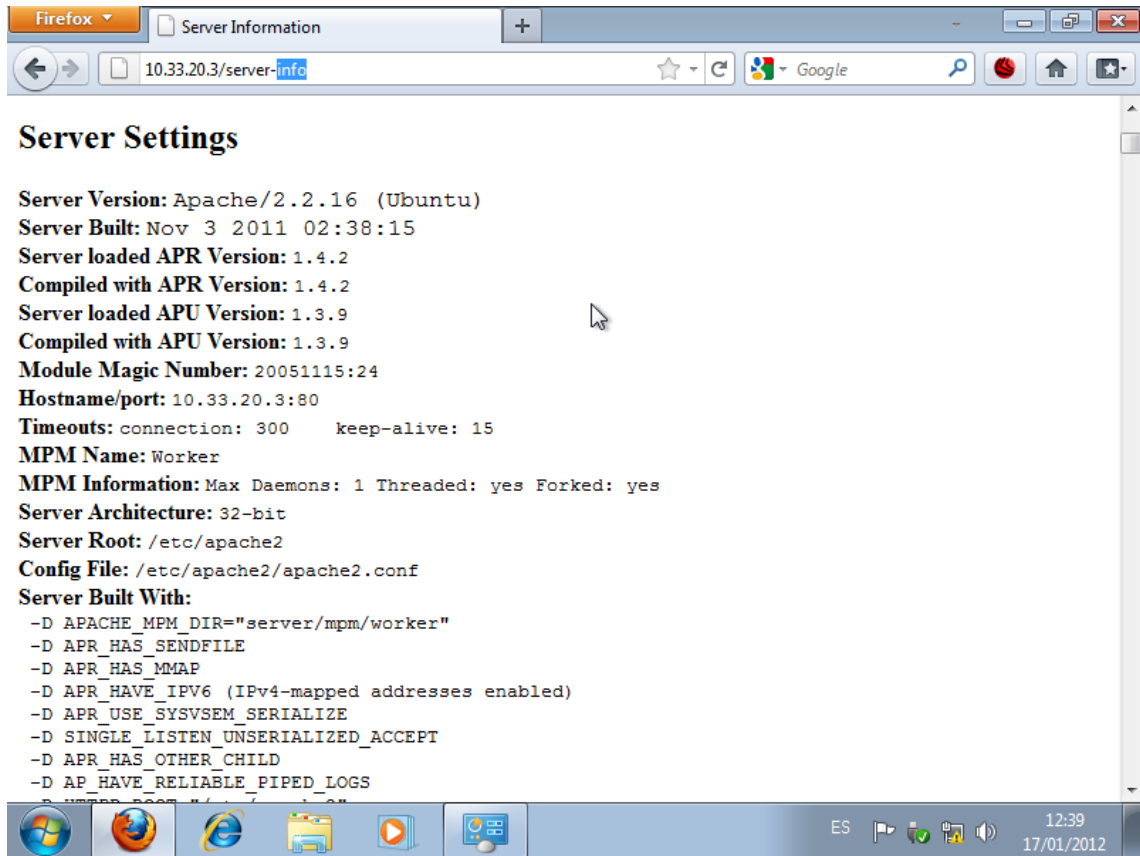 Firefox
Server Information
10.33.20.3/server-info
Google
Server Settings
Server Version: Apache/2.2.16 (Ubuntu)
Server Built: Nov 3 2011 02:38:15
Server loaded APR Version: 1.4.2
Compiled with APR Version: 1.4.2
Server loaded APU Version: 1.3.9
Compiled with APU Version: 1.3.9
Module Magic Number: 20051115:24
Hostname/port: 10.33.20.3:80
Timeouts: connection: 300 keep-alive: 15
MPM Name: Worker
MPM Information: Max Daemons: 1 Threaded: yes Forked: yes
Server Architecture: 32-bit
Server Root: /etc/apache2
Config File: /etc/apache2/apache2.conf
Server Built With:
-D APACHE_MPM_DIR="server/mpm/worker"
-D APR_HAS_SENDFILE
-D APR_HAS_MMAP
-D APR_HAVE_IPV6 (IPv4-mapped addresses enabled)
-D APR_USE_SYSVSEM_SERIALIZE
-D SINGLE_LISTEN_UNSERIALIZED_ACCEPT
-D APR_HAS_OTHER_CHILD
-D AP_HAVE_RELIABLE_PIPED_LOGS
ES
12:39
17/01/2012